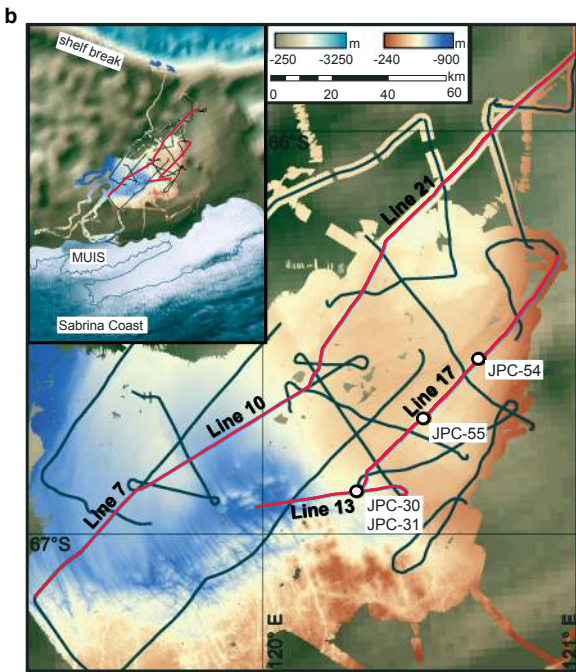 b
shelf break
MUIS
Sabrina Coast
m
-250 -3250
m
-240 -900
km
0 20 40 60
66°S
Line 21
JPC-54
Line 17
JPC-55
Line 10
Line 7
Line 13
JPC-30
JPC-31
67°S
120° E
121° E